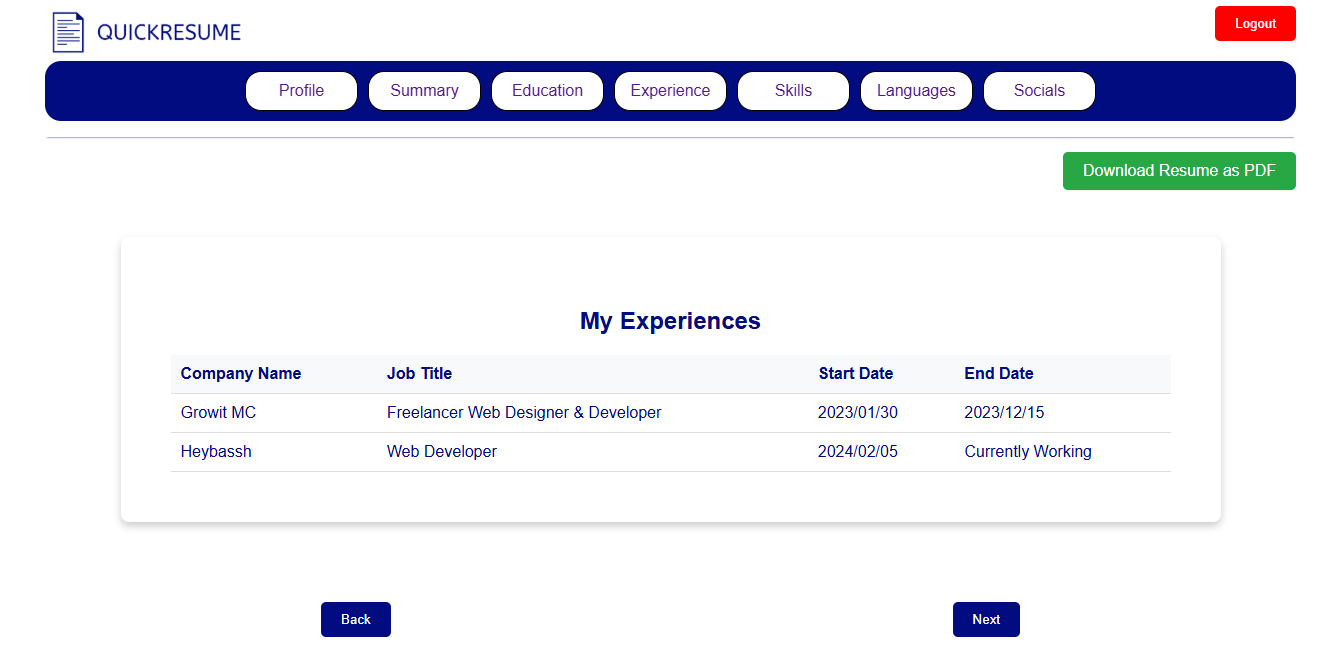 QUICKRESUME
Logout
Profile Summary Education Experience Skills Languages Socials
Download Resume as PDF
My Experiences
Company Name Job Title Start Date End Date
Growit MC Freelancer Web Designer & Developer 2023/01/30 2023/12/15
Heybassh Web Developer 2024/02/05 Currently Working
Back Next